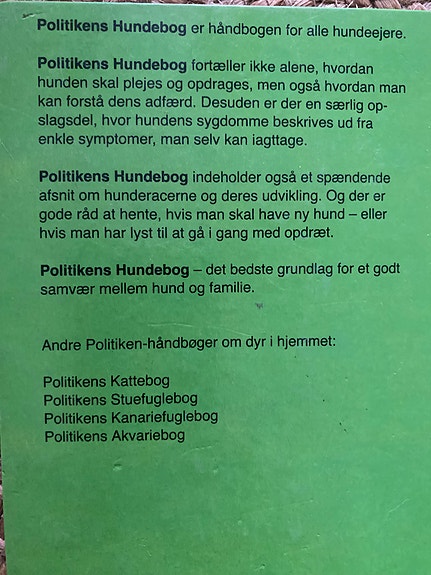 Politikens Hundebog er håndbogen for alle hundeejere.
Politikens Hundebog fortæller ikke alene, hvordan
hunden skal plejes og opdrages, men også hvordan man
kan forstå dens adfærd. Desuden er der en særlig op-
slagsdel, hvor hundens sygdomme beskrives ud fra
enkle symptomer, man selv kan iagttage.
Politikens Hundebog indeholder også et spændende
afsnit om hunderacerne og deres udvikling. Og der er
gode råd at hente, hvis man skal have ny hund – eller
hvis man har lyst til at gå i gang med opdræt.
Politikens Hundebog – det bedste grundlag for et godt
samvær mellem hund og familie.
Andre Politiken-håndbøger om dyr i hjemmet:
Politikens Kattebog
Politikens Stuefuglebog
Politikens Kanariefuglebog
Politikens Akvariebog